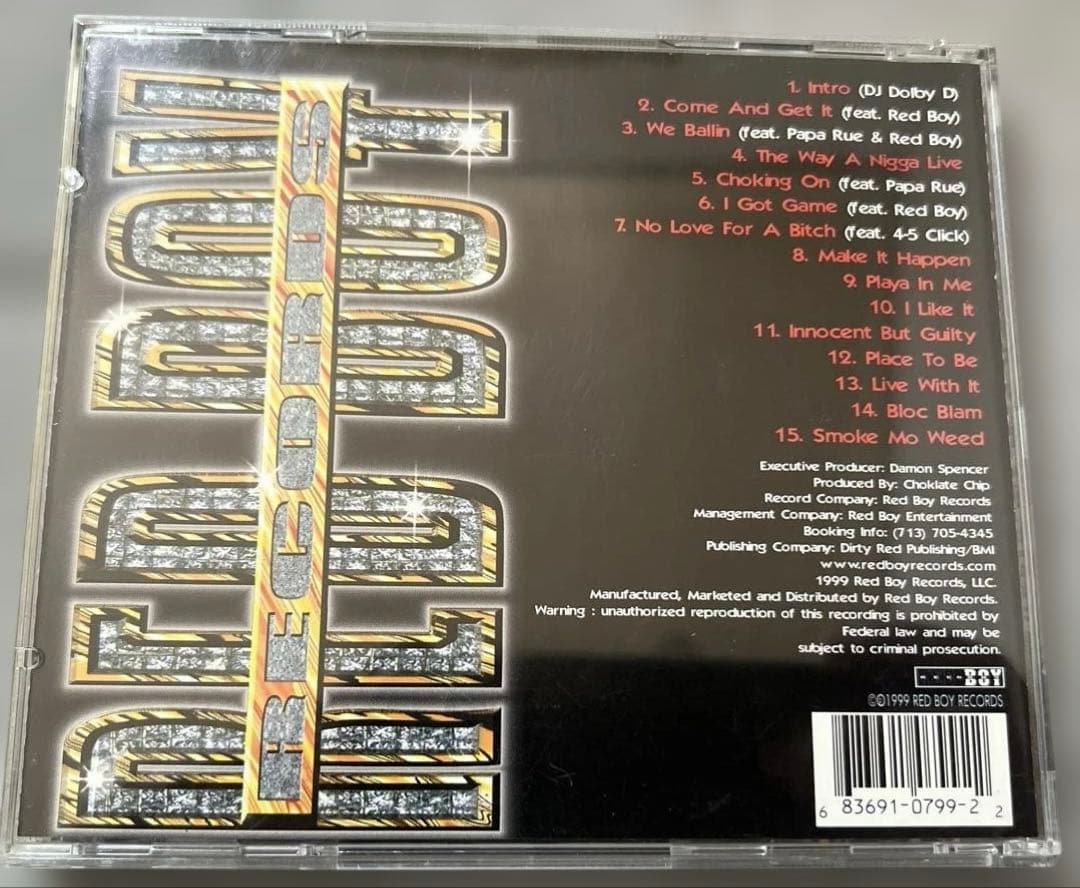 RED BOY
RECORDS
1. Intro (DJ Dolby D)
2. Come And Get It (feat. Red Boy)
3. We Ballin (feat. Papa Rue & Red Boy)
4. The Way A Nigga Live
5. Choking On (feat. Papa Rue)
6. I Got Game (feat. Red Boy)
7. No Love For A Bitch (feat. 4-5 Click)
8. Make It Happen
9. Playa In Me
10. I Like It
11. Innocent But Guilty
12. Place To Be
13. Live With It
14. Bloc Blam
15. Smoke Mo Weed
Executive Producer: Damon Spencer
Produced By: Choklate Chip
Record Company: Red Boy Records
Management Company: Red Boy Entertainment
Booking Info: (713) 705-4345
Publishing Company: Dirty Red Publishing/BMI
www.redboyrecords.com
1999 Red Boy Records, LLC.
Manufactured, Marketed and Distributed by Red Boy Records.
Warning : unauthorized reproduction of this recording is prohibited by
Federal law and may be
subject to criminal prosecution.
BOY
©℗1999 RED BOY RECORDS
6 83691-0799-2 2